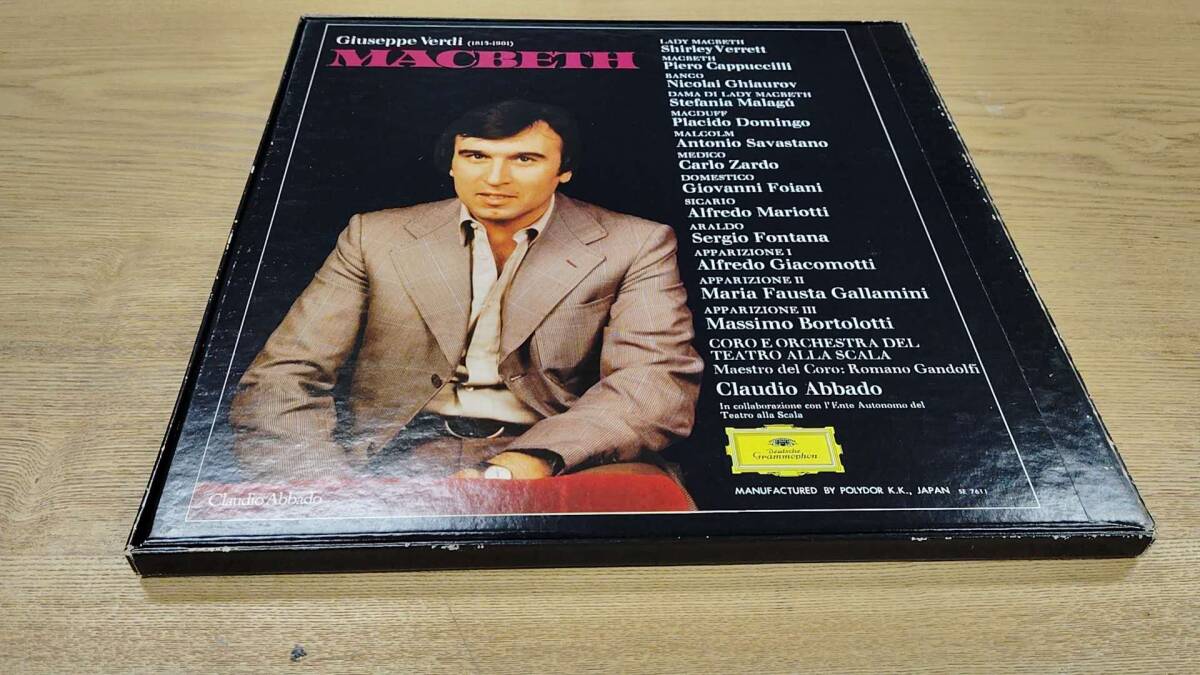 Giuseppe Verdi (1813-1901)
MACBETH
LADY MACBETH
Shirley Verrett
MACBETH
Piero Cappuccilli
BANCO
Nicolai Ghiaurov
DAMA DI LADY MACBETH
Stefania Malagú
MACDUFF
Placido Domingo
MALCOLM
Antonio Savastano
MEDICO
Carlo Zardo
DOMESTICO
Giovanni Foiani
SICARIO
Alfredo Mariotti
ARALDO
Sergio Fontana
APPARIZIONE I
Alfredo Giacomotti
APPARIZIONE II
Maria Fausta Gallamini
APPARIZIONE III
Massimo Bortolotti
CORO E ORCHESTRA DEL
TEATRO ALLA SCALA
Maestro del Coro: Romano Gandolfi
Claudio Abbado
In collaborazione con l'Ente Autonomo del
Teatro alla Scala
Deutsche
Grammophon
MANUFACTURED BY POLYDOR K.K., JAPAN SE 7611
Claudio Abbado